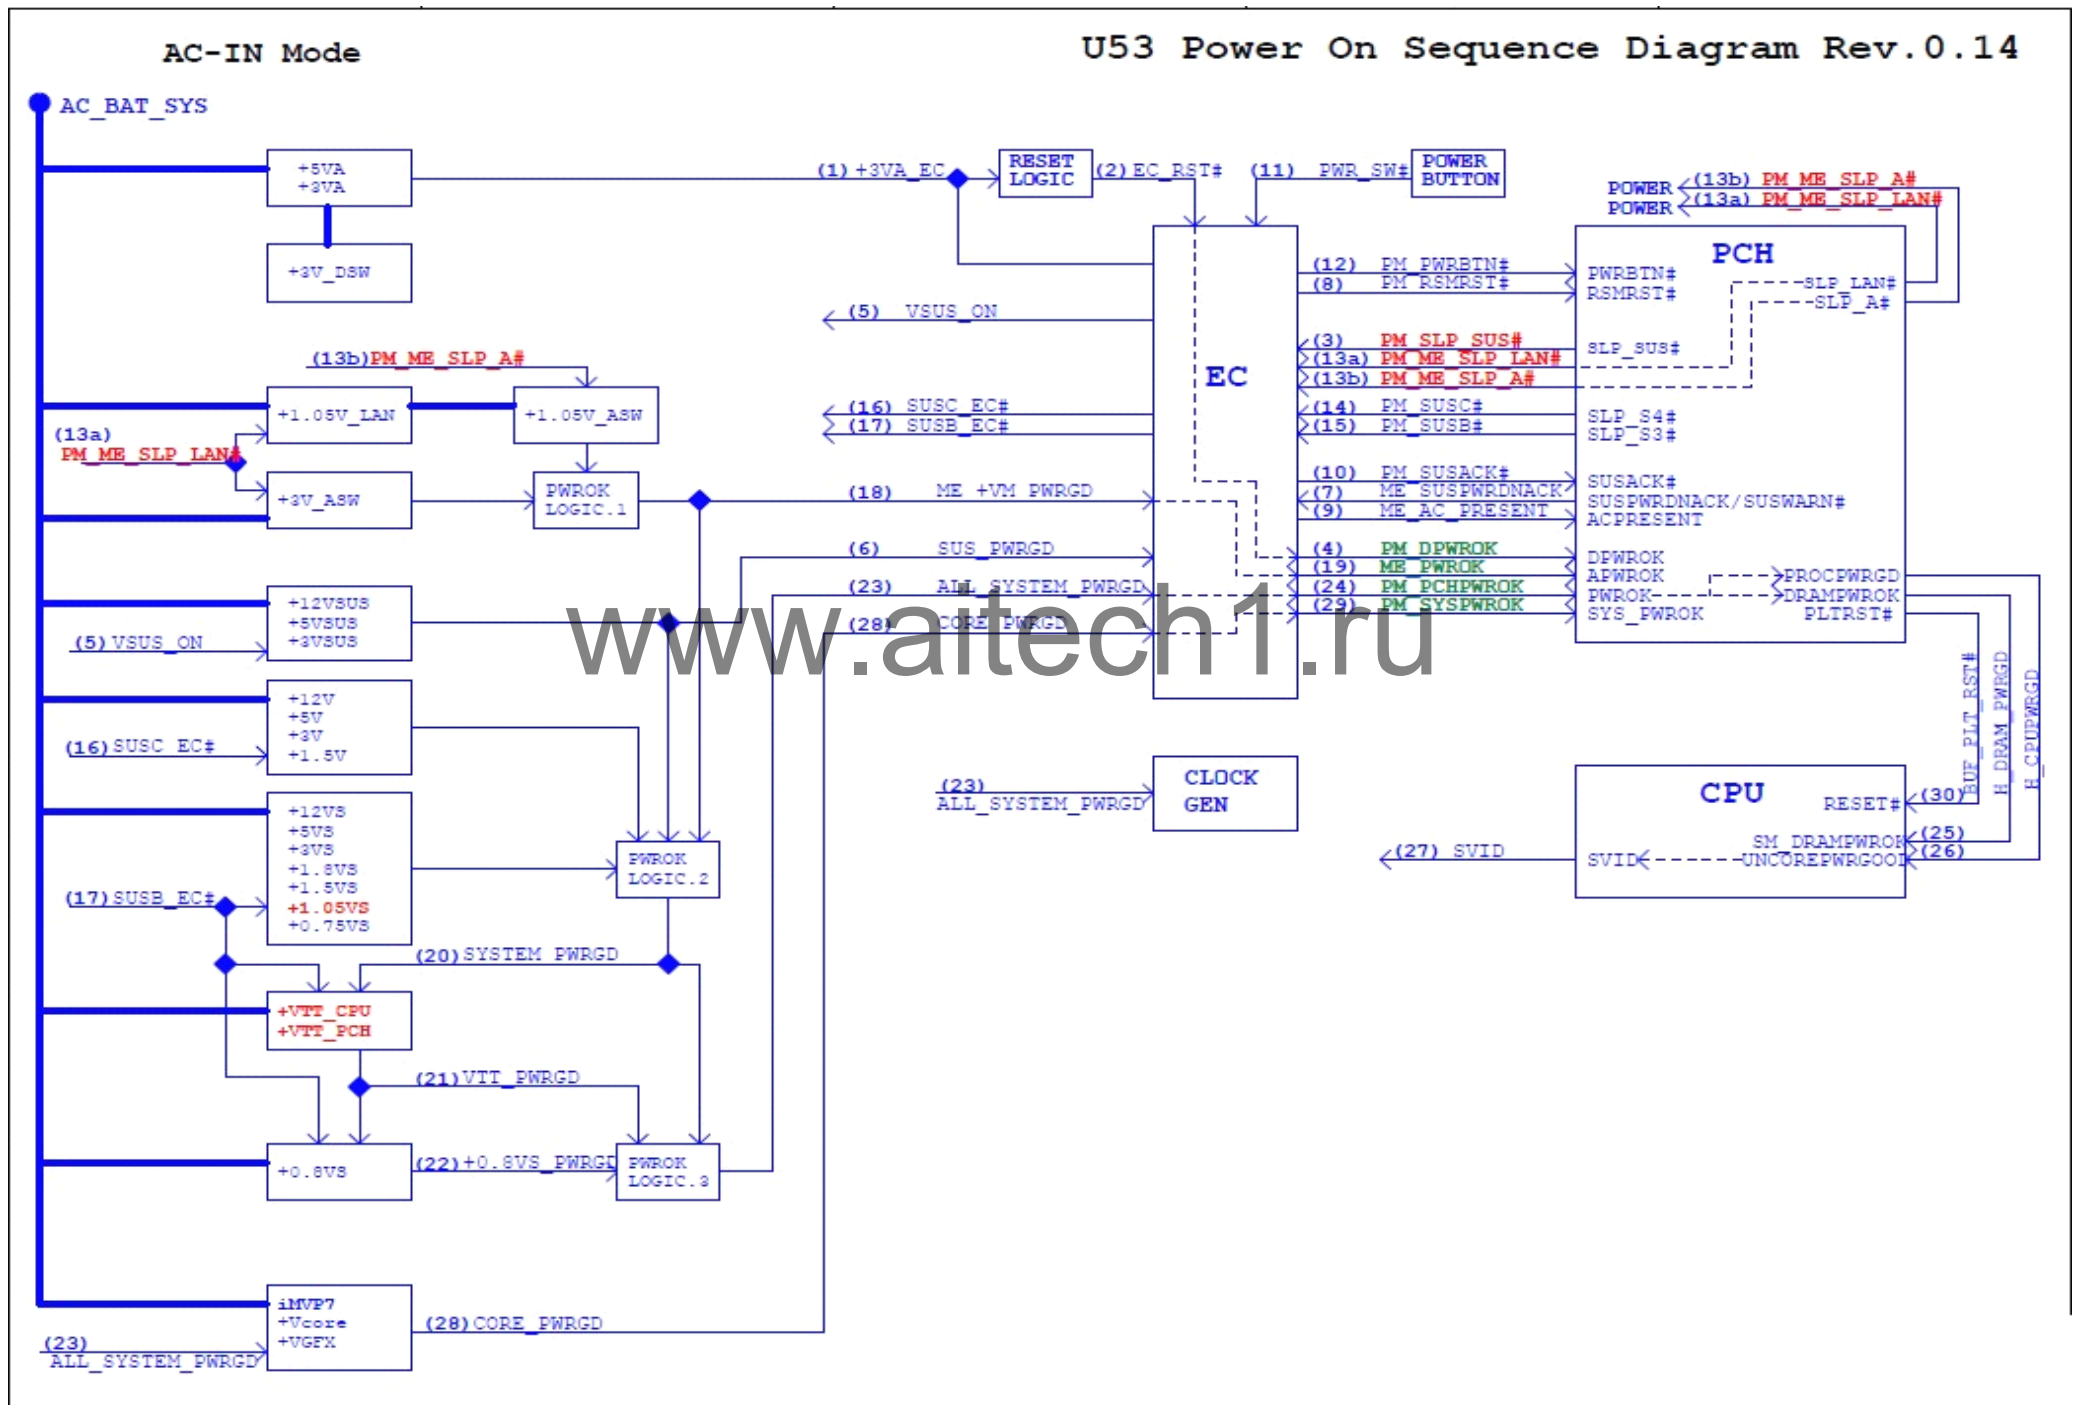 AC-IN Mode
U53 Power On Sequence Diagram Rev.0.14
AC_BAT_SYS
+5VA
+3VA
+3V_DSW
(1) +3VA_EC
RESET
LOGIC
(2) EC_RST#
(11) PWR_SW#
POWER
BUTTON
POWER (13b) PM_ME_SLP_A#
POWER (13a) PM_ME_SLP_LAN#
EC
PCH
(12) PM_PWRBTN# PWRBTN#
(8) PM_RSMRST# RSMRST#
SLP_LAN#
SLP_A#
(5) VSUS_ON
(3) PM_SLP_SUS# SLP_SUS#
(13a) PM_ME_SLP_LAN#
(13b) PM_ME_SLP_A#
(16) SUSC_EC#
(17) SUSB_EC#
(14) PM_SUSC# SLP_S4#
(15) PM_SUSB# SLP_S3#
(10) PM_SUSACK# SUSACK#
(7) ME_SUSPWRDNACK SUSPWRDNACK/SUSWARN#
(9) ME_AC_PRESENT ACPRESENT
(18) ME_+VM_PWRGD
(6) SUS_PWRGD
(23) ALL_SYSTEM_PWRGD
(28) CORE_PWRGD
(4) PM_DPWROK DPWROK
(19) ME_PWROK APWROK
(24) PM_PCHPWROK PWROK
(29) PM_SYSPWROK SYS_PWROK
PROCPWRGD
DRAMPWROK
PLTRST#
(13b)PM_ME_SLP_A#
+1.05V_LAN
+1.05V_ASW
(13a)
PM_ME_SLP_LAN#
+3V_ASW
PWROK
LOGIC.1
+12VSUS
+5VSUS
+3VSUS
(5) VSUS_ON
+12V
+5V
+3V
+1.5V
(16) SUSC_EC#
+12VS
+5VS
+3VS
+1.8VS
+1.5VS
+1.05VS
+0.75VS
(17) SUSB_EC#
PWROK
LOGIC.2
(20) SYSTEM_PWRGD
+VTT_CPU
+VTT_PCH
(21) VTT_PWRGD
+0.8VS
(22) +0.8VS_PWRGD
PWROK
LOGIC.3
iMVP7
+Vcore
+VGFX
(23)
ALL_SYSTEM_PWRGD
(28) CORE_PWRGD
(23)
ALL_SYSTEM_PWRGD
CLOCK
GEN
BUF_PLT_RST#
H_DRAM_PWRGD
H_CPUPWRGD
CPU
RESET# (30)
SM_DRAMPWROK (25)
UNCOREPWRGOOD (26)
SVID
(27) SVID
www.aitech1.ru